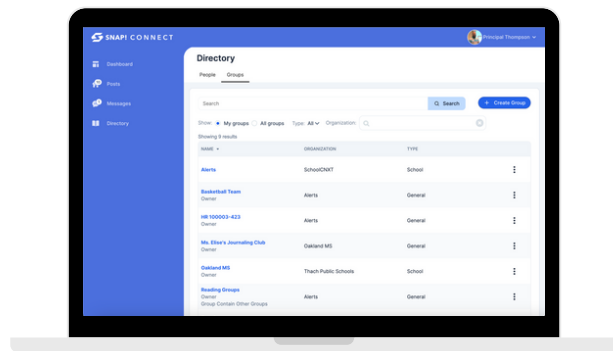 SNAP! CONNECT
Principal Thompson
Dashboard
Posts
Messages
Directory
Directory
People Groups
Search Search + Create Group
Show: My groups All groups Type: All Organization:
Showing 8 results
NAME ORGANIZATION TYPE
Alerts SchoolCNXT School
Basketball Team Alerts General
Owner
HR 100003-423 Alerts General
Owner
Ms. Elise's Journaling Club Oakland MS General
Owner
Oakland MS Thach Public Schools School
Owner
Reading Groups Alerts General
Owner
Group Contain Other Groups